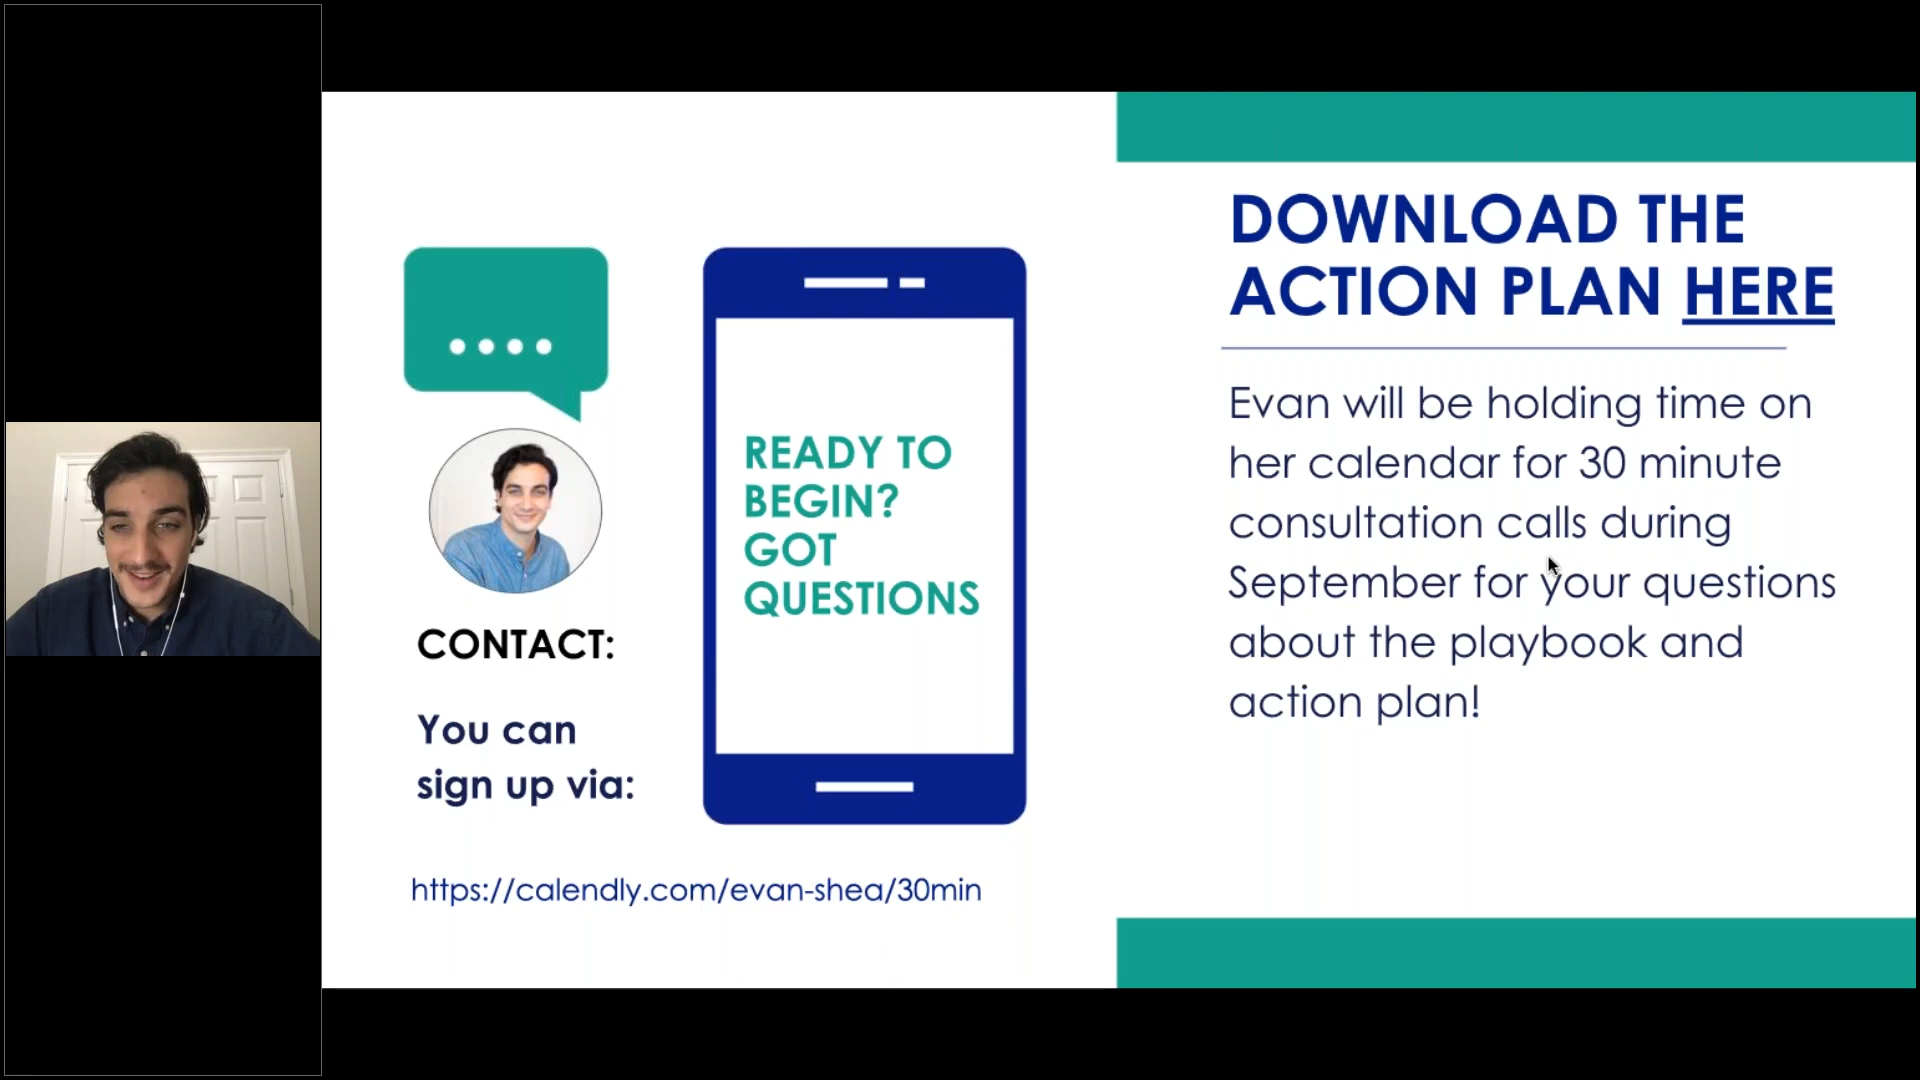 READY TO
BEGIN?
GOT
QUESTIONS
CONTACT:
You can
sign up via:
https://calendly.com/evan-shea/30min
DOWNLOAD THE
ACTION PLAN HERE
Evan will be holding time on
her calendar for 30 minute
consultation calls during
September for your questions
about the playbook and
action plan!